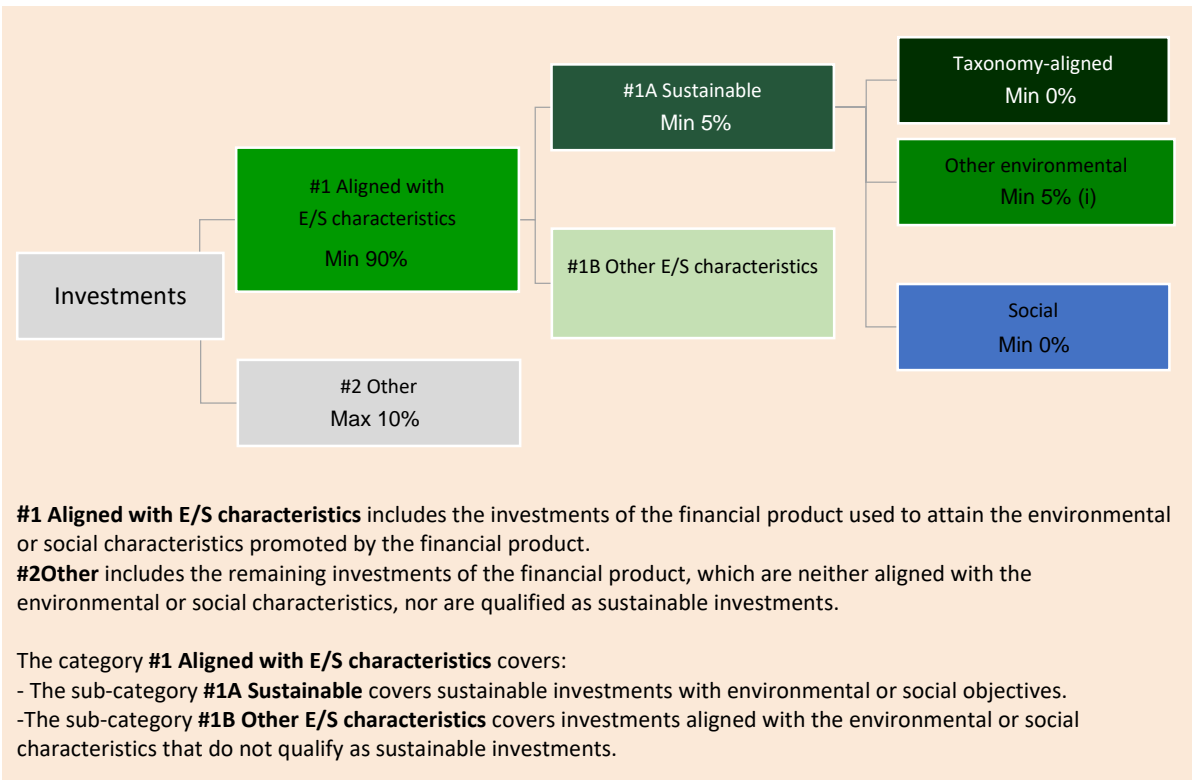 Taxonomy-aligned
Min 0%
#1A Sustainable
Min 5%
Other environmental
Min 5% (i)
#1 Aligned with
E/S characteristics
Min 90%
#1B Other E/S characteristics
Investments
Social
Min 0%
#2 Other
Max 10%
#1 Aligned with E/S characteristics includes the investments of the financial product used to attain the environmental
or social characteristics promoted by the financial product.
#2Other includes the remaining investments of the financial product, which are neither aligned with the
environmental or social characteristics, nor are qualified as sustainable investments.
The category #1 Aligned with E/S characteristics covers:
- The sub-category #1A Sustainable covers sustainable investments with environmental or social objectives.
-The sub-category #1B Other E/S characteristics covers investments aligned with the environmental or social
characteristics that do not qualify as sustainable investments.